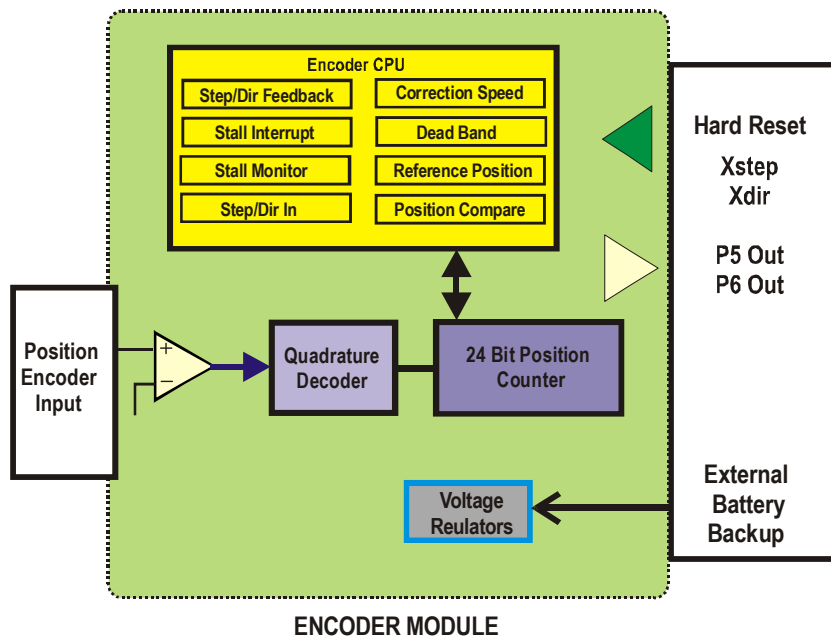 Encoder CPU
Step/Dir Feedback
Correction Speed
Stall Interrupt
Dead Band
Stall Monitor
Reference Position
Step/Dir In
Position Compare
Hard Reset
Xstep
Xdir
P5 Out
P6 Out
Position
Encoder
Input
+
−
Quadrature
Decoder
24 Bit Position
Counter
Voltage
Reulators
External
Battery
Backup
ENCODER MODULE